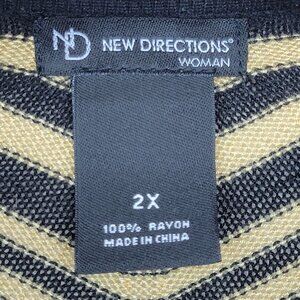 ND NEW DIRECTIONS®
WOMAN
2X
100% RAYON
MADE IN CHINA